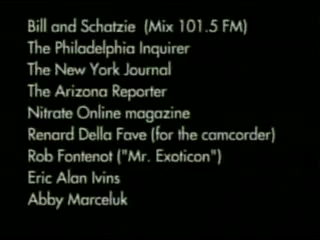 Bill and Schatzie (Mix 101.5 FM)
The Philadelphia Inquirer
The New York Journal
The Arizona Reporter
Nitrate Online magazine
Renard Della Fave (for the camcorder)
Rob Fontenot ("Mr. Exoticon")
Eric Alan Ivins
Abby Marceluk